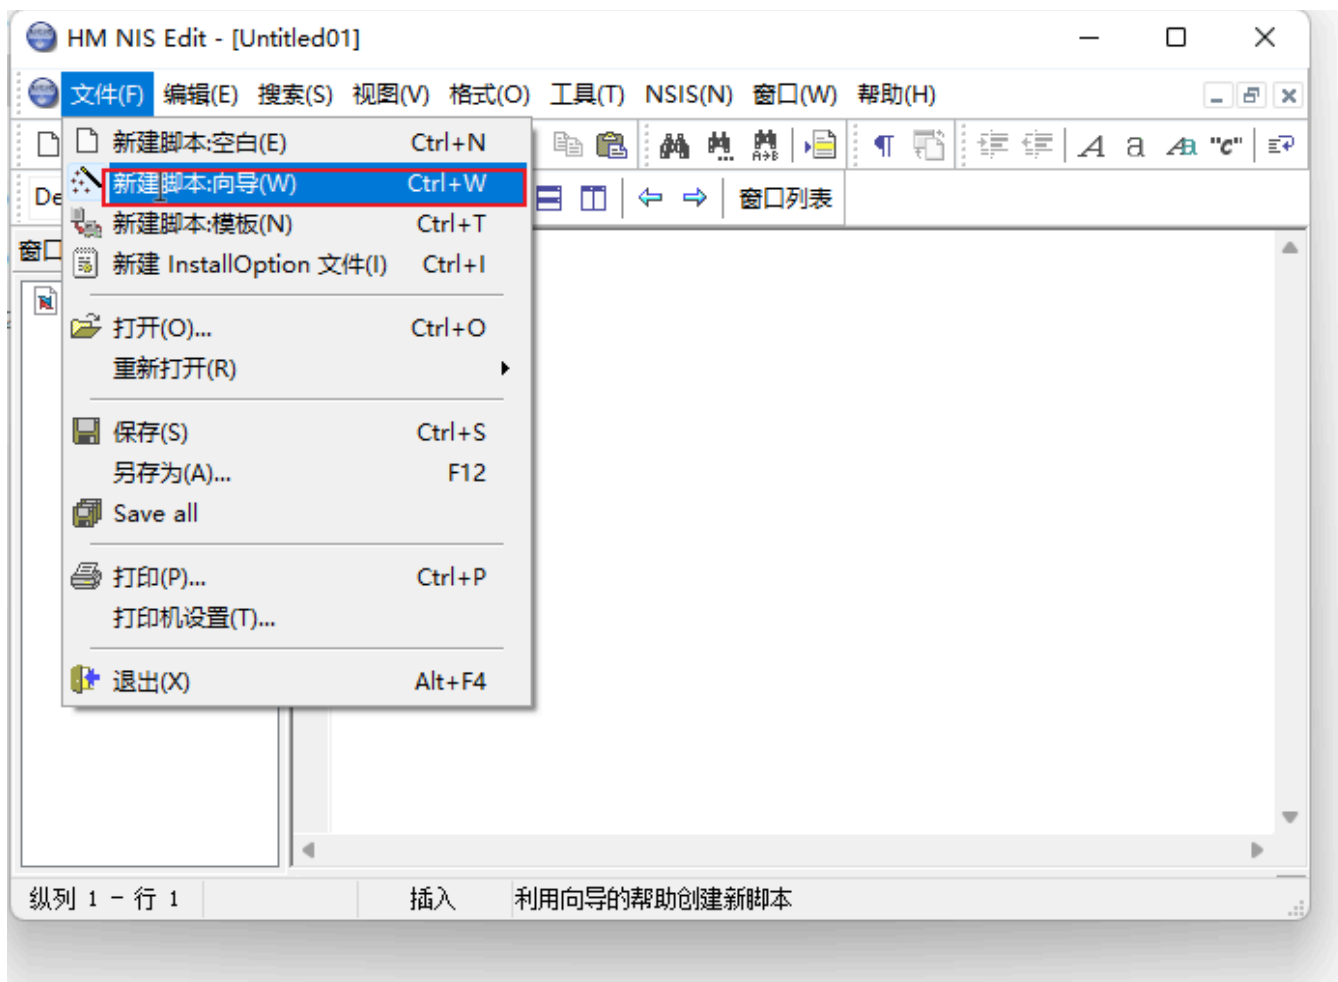 HM NIS Edit - [Untitled01]
文件(F) 编辑(E) 搜索(S) 视图(V) 格式(O) 工具(T) NSIS(N) 窗口(W) 帮助(H)
新建脚本:空白(E) Ctrl+N
A a Aa "c"
新建脚本:向导(W) Ctrl+W
De
窗口列表
新建脚本:模板(N) Ctrl+T
窗口
新建 InstallOption 文件(I) Ctrl+I
打开(O)... Ctrl+O
重新打开(R)
保存(S) Ctrl+S
另存为(A)... F12
Save all
打印(P)... Ctrl+P
打印机设置(T)...
退出(X) Alt+F4
纵列 1 - 行 1 插入 利用向导的帮助创建新脚本